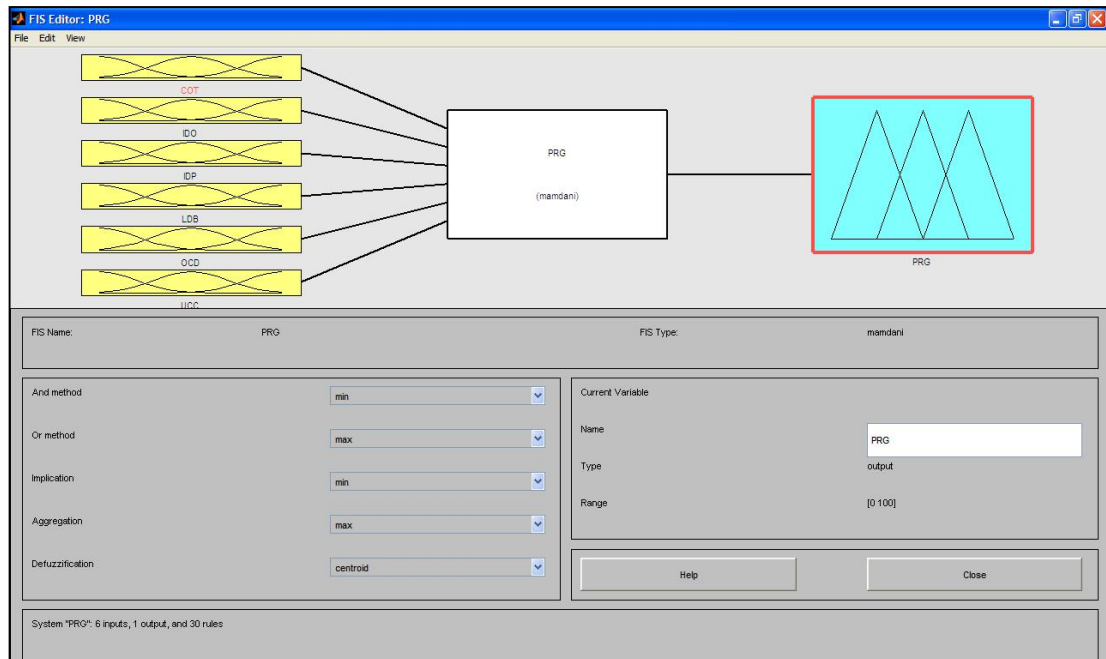 FIS Editor: PRG
File Edit View
COT
IDO
IDP
LDB
OCD
UCC
PRG
(mamdani)
PRG
FIS Name: PRG FIS Type: mamdani
And method min
Or method max
Implication min
Aggregation max
Defuzzification centroid
Current Variable
Name PRG
Type output
Range [0 100]
Help Close
System "PRG": 6 inputs, 1 output, and 30 rules